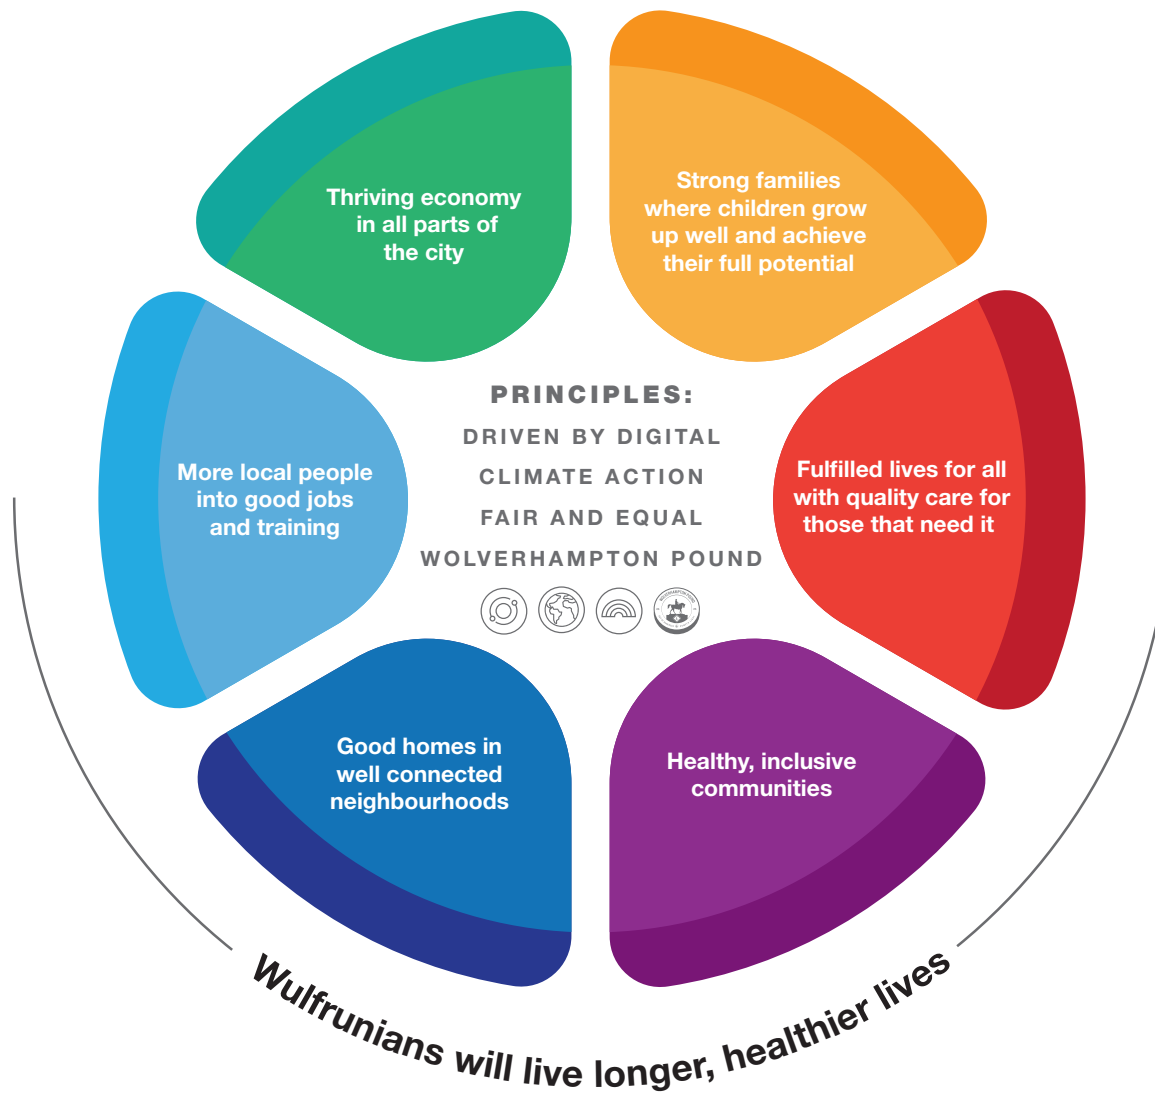 Thriving economy
in all parts of
the city
Strong families
where children grow
up well and achieve
their full potential
More local people
into good jobs
and training
PRINCIPLES:
DRIVEN BY DIGITAL
CLIMATE ACTION
FAIR AND EQUAL
WOLVERHAMPTON POUND
Fulfilled lives for all
with quality care for
those that need it
Good homes in
well connected
neighbourhoods
Healthy, inclusive
communities
Wulfrunians will live longer, healthier lives